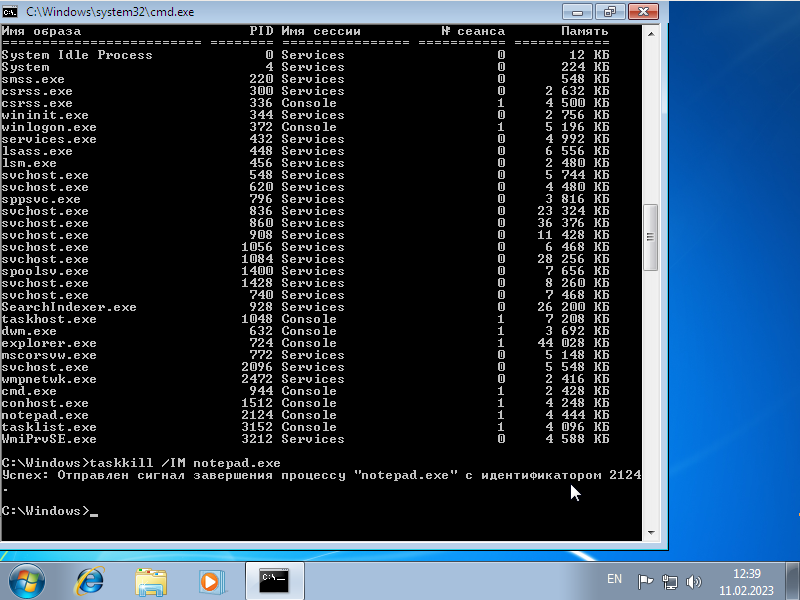 C:\Windows\system32\cmd.exe
Имя образа PID Имя сессии № сеанса Память
========================= ======== ================ =========== ============
System Idle Process 0 Services 0 12 КБ
System 4 Services 0 224 КБ
smss.exe 220 Services 0 548 КБ
csrss.exe 300 Services 0 2 632 КБ
csrss.exe 336 Console 1 4 500 КБ
wininit.exe 344 Services 0 2 756 КБ
winlogon.exe 372 Console 1 5 196 КБ
services.exe 432 Services 0 4 992 КБ
lsass.exe 448 Services 0 6 556 КБ
lsm.exe 456 Services 0 2 480 КБ
svchost.exe 548 Services 0 5 744 КБ
svchost.exe 620 Services 0 4 480 КБ
sppsvc.exe 796 Services 0 3 816 КБ
svchost.exe 836 Services 0 23 324 КБ
svchost.exe 860 Services 0 36 376 КБ
svchost.exe 908 Services 0 11 428 КБ
svchost.exe 1056 Services 0 6 468 КБ
svchost.exe 1084 Services 0 28 256 КБ
spoolsv.exe 1400 Services 0 7 656 КБ
svchost.exe 1428 Services 0 8 260 КБ
svchost.exe 740 Services 0 7 468 КБ
SearchIndexer.exe 928 Services 0 26 200 КБ
taskhost.exe 1048 Console 1 7 208 КБ
dwm.exe 632 Console 1 3 692 КБ
explorer.exe 724 Console 1 44 028 КБ
mscorsvw.exe 772 Services 0 5 148 КБ
svchost.exe 2096 Services 0 5 548 КБ
wmpnetwk.exe 2472 Services 0 2 416 КБ
cmd.exe 944 Console 1 2 428 КБ
conhost.exe 1512 Console 1 4 248 КБ
notepad.exe 2124 Console 1 4 444 КБ
tasklist.exe 3152 Console 1 4 096 КБ
WmiPrvSE.exe 3212 Services 0 4 588 КБ
C:\Windows>taskkill /IM notepad.exe
Успех: Отправлен сигнал завершения процессу "notepad.exe" с идентификатором 2124
.
C:\Windows>_
C:\_
EN
12:39
11.02.2023